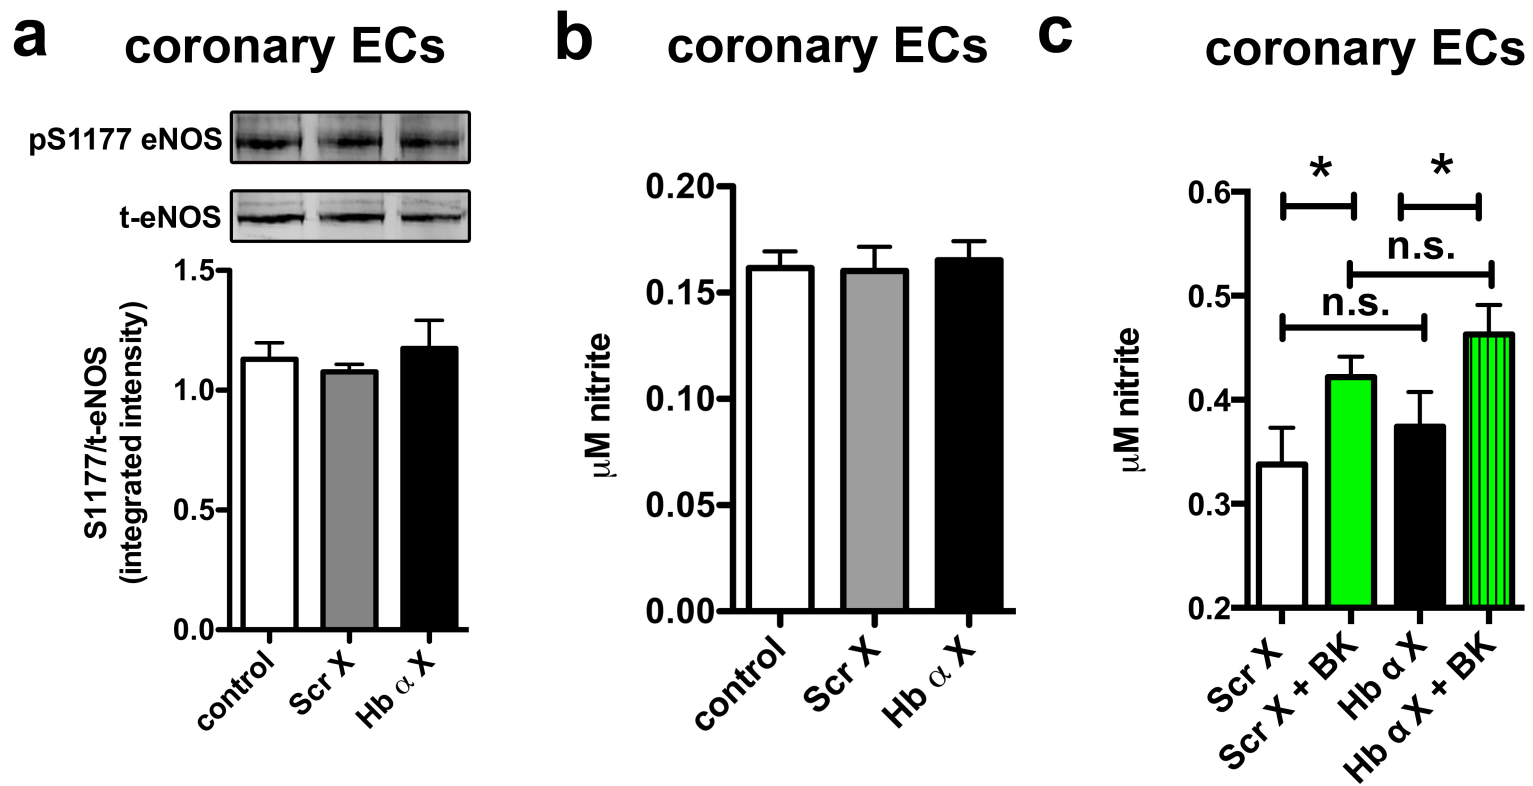 a
coronary ECs
pS1177 eNOS
t-eNOS
1.5
1.0
0.5
0.0
S1177/t-eNOS
(integrated intensity)
control
Scr X
Hb α X
b
coronary ECs
0.20
0.15
0.10
0.05
0.00
μM nitrite
control
Scr X
Hb α X
c
coronary ECs
* *
n.s.
n.s.
0.6
0.5
0.4
0.3
0.2
μM nitrite
Scr X
Scr X + BK
Hb α X
Hb α X + BK